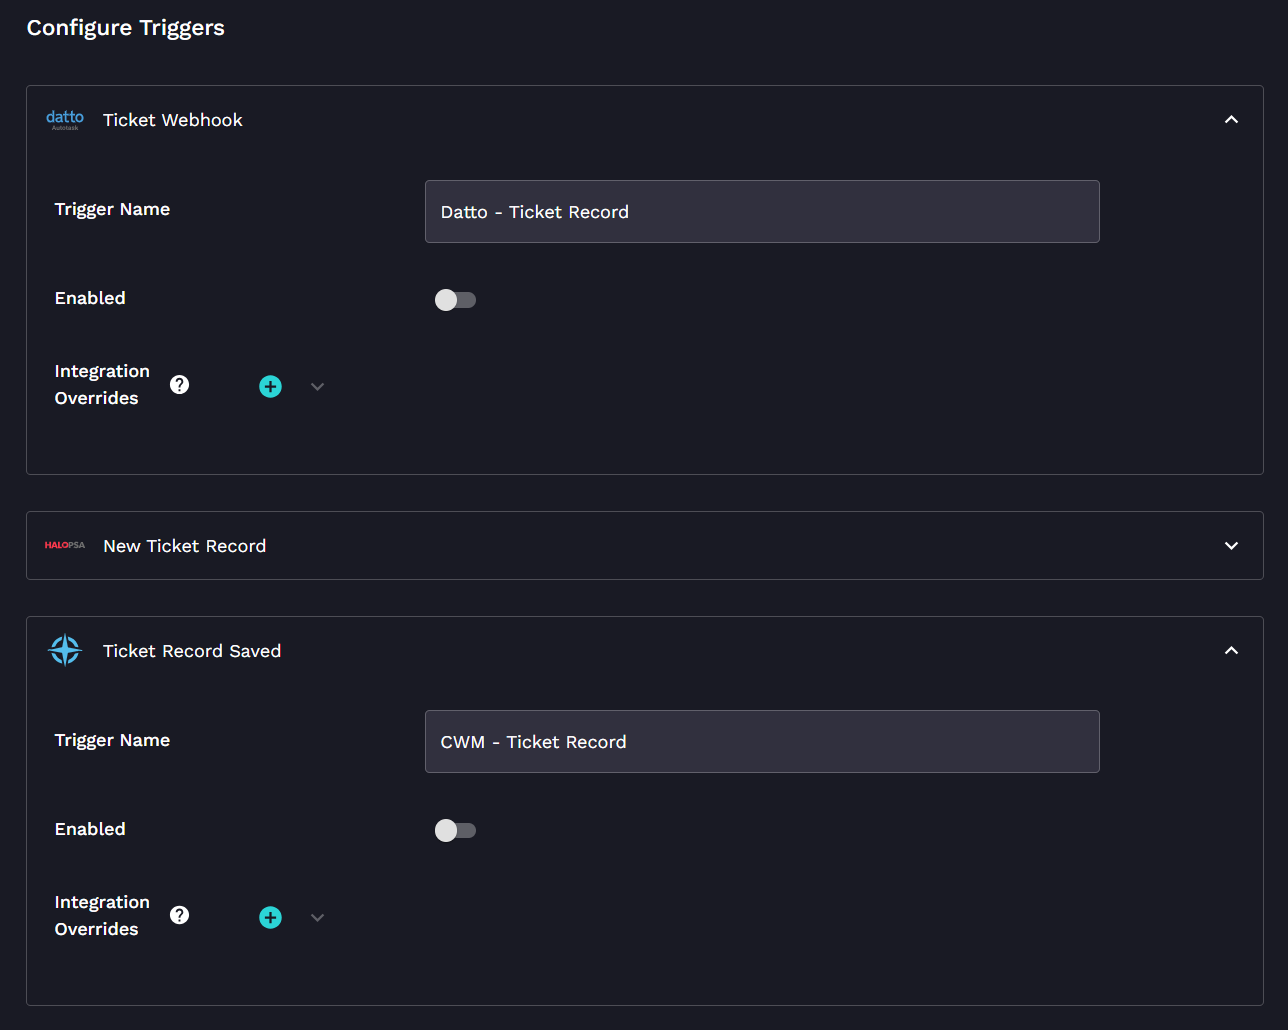 Configure Triggers
datto
Autotask
Ticket Webhook
Trigger Name
Datto - Ticket Record
Enabled
Integration
Overrides
?
HALOPSA
New Ticket Record
Ticket Record Saved
Trigger Name
CWM - Ticket Record
Enabled
Integration
Overrides
?